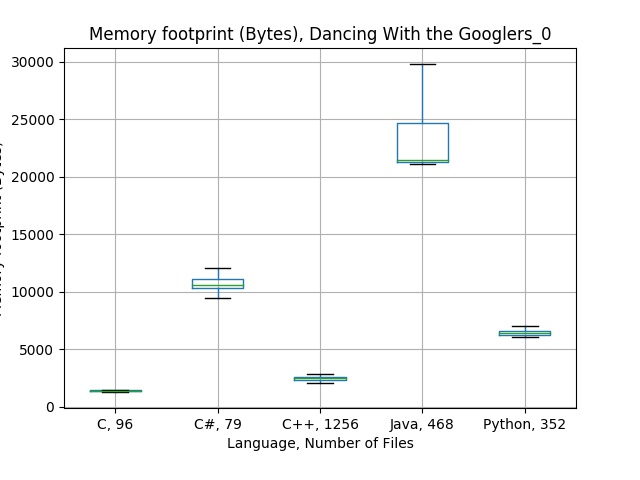 Memory footprint (Bytes), Dancing With the Googlers_0
30000
25000
20000
15000
10000
5000
0
C, 96
C#, 79
C++, 1256
Java, 468
Python, 352
Language, Number of Files